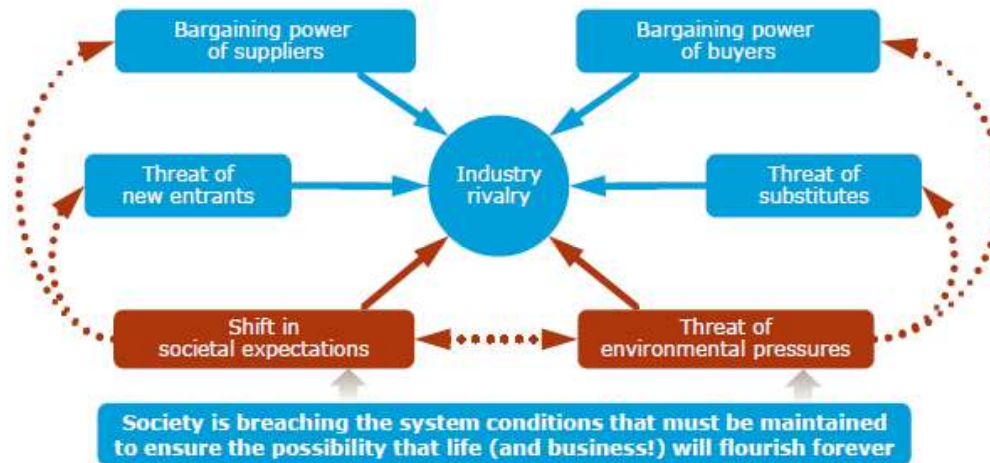 Bargaining power
of suppliers
Bargaining power
of buyers
Threat of
new entrants
Industry
rivalry
Threat of
substitutes
Shift in
societal expectations
Threat of
environmental pressures
Society is breaching the system conditions that must be maintained
to ensure the possibility that life (and business!) will flourish forever